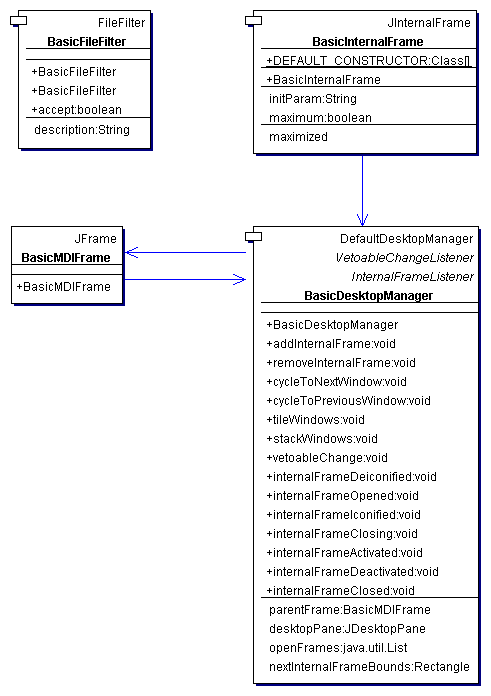 FileFilter
BasicFileFilter
+BasicFileFilter
+BasicFileFilter
+accept:boolean
description:String
JInternalFrame
BasicInternalFrame
+DEFAULT_CONSTRUCTOR:Class[]
+BasicInternalFrame
initParam:String
maximum:boolean
maximized
JFrame
BasicMDIFrame
+BasicMDIFrame
DefaultDesktopManager
VetoableChangeListener
InternalFrameListener
BasicDesktopManager
+BasicDesktopManager
+addInternalFrame:void
+removeInternalFrame:void
+cycleToNextWindow:void
+cycleToPreviousWindow:void
+tileWindows:void
+stackWindows:void
+vetoableChange:void
+internalFrameDeiconified:void
+internalFrameOpened:void
+internalFrameIconified:void
+internalFrameClosing:void
+internalFrameActivated:void
+internalFrameDeactivated:void
+internalFrameClosed:void
parentFrame:BasicMDIFrame
desktopPane:JDesktopPane
openFrames:java.util.List
nextInternalFrameBounds:Rectangle